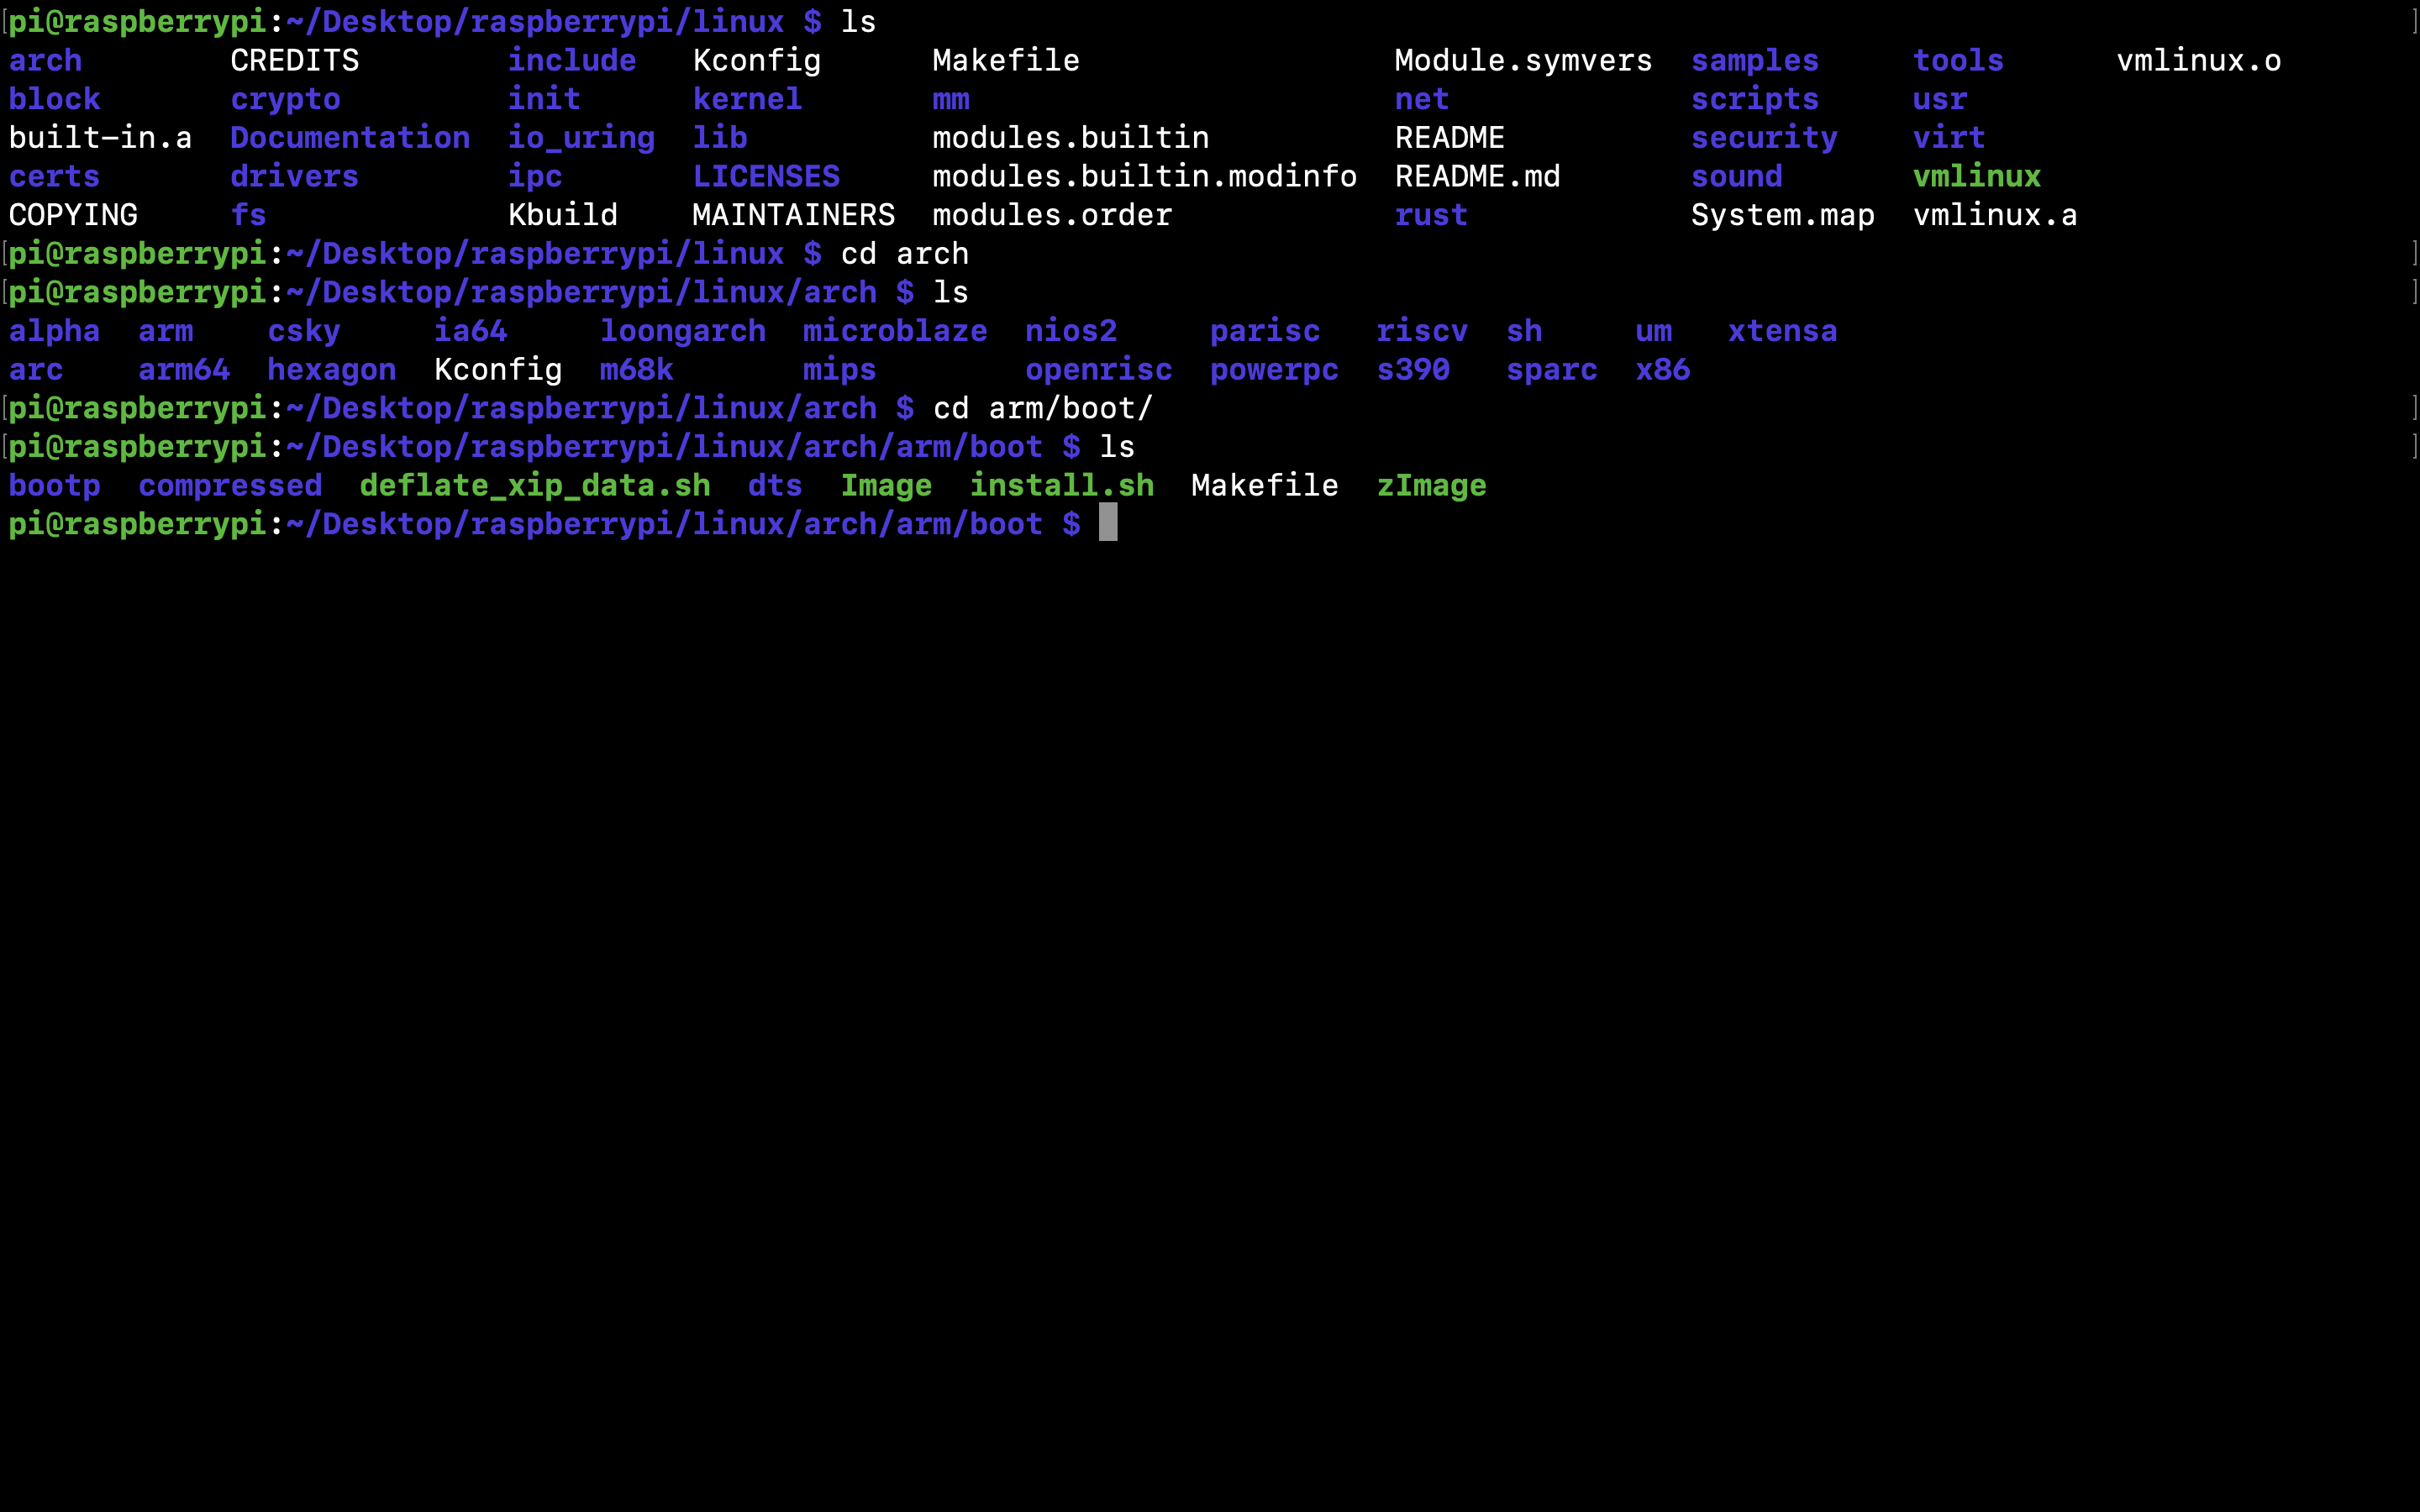 [pi@raspberrypi:~/Desktop/raspberrypi/linux $ ls ]
arch CREDITS include Kconfig Makefile Module.symvers samples tools vmlinux.o
block crypto init kernel mm net scripts usr
built-in.a Documentation io_uring lib modules.builtin README security virt
certs drivers ipc LICENSES modules.builtin.modinfo README.md sound vmlinux
COPYING fs Kbuild MAINTAINERS modules.order rust System.map vmlinux.a
[pi@raspberrypi:~/Desktop/raspberrypi/linux $ cd arch ]
[pi@raspberrypi:~/Desktop/raspberrypi/linux/arch $ ls ]
alpha arm csky ia64 loongarch microblaze nios2 parisc riscv sh um xtensa
arc arm64 hexagon Kconfig m68k mips openrisc powerpc s390 sparc x86
[pi@raspberrypi:~/Desktop/raspberrypi/linux/arch $ cd arm/boot/ ]
[pi@raspberrypi:~/Desktop/raspberrypi/linux/arch/arm/boot $ ls ]
bootp compressed deflate_xip_data.sh dts Image install.sh Makefile zImage
pi@raspberrypi:~/Desktop/raspberrypi/linux/arch/arm/boot $